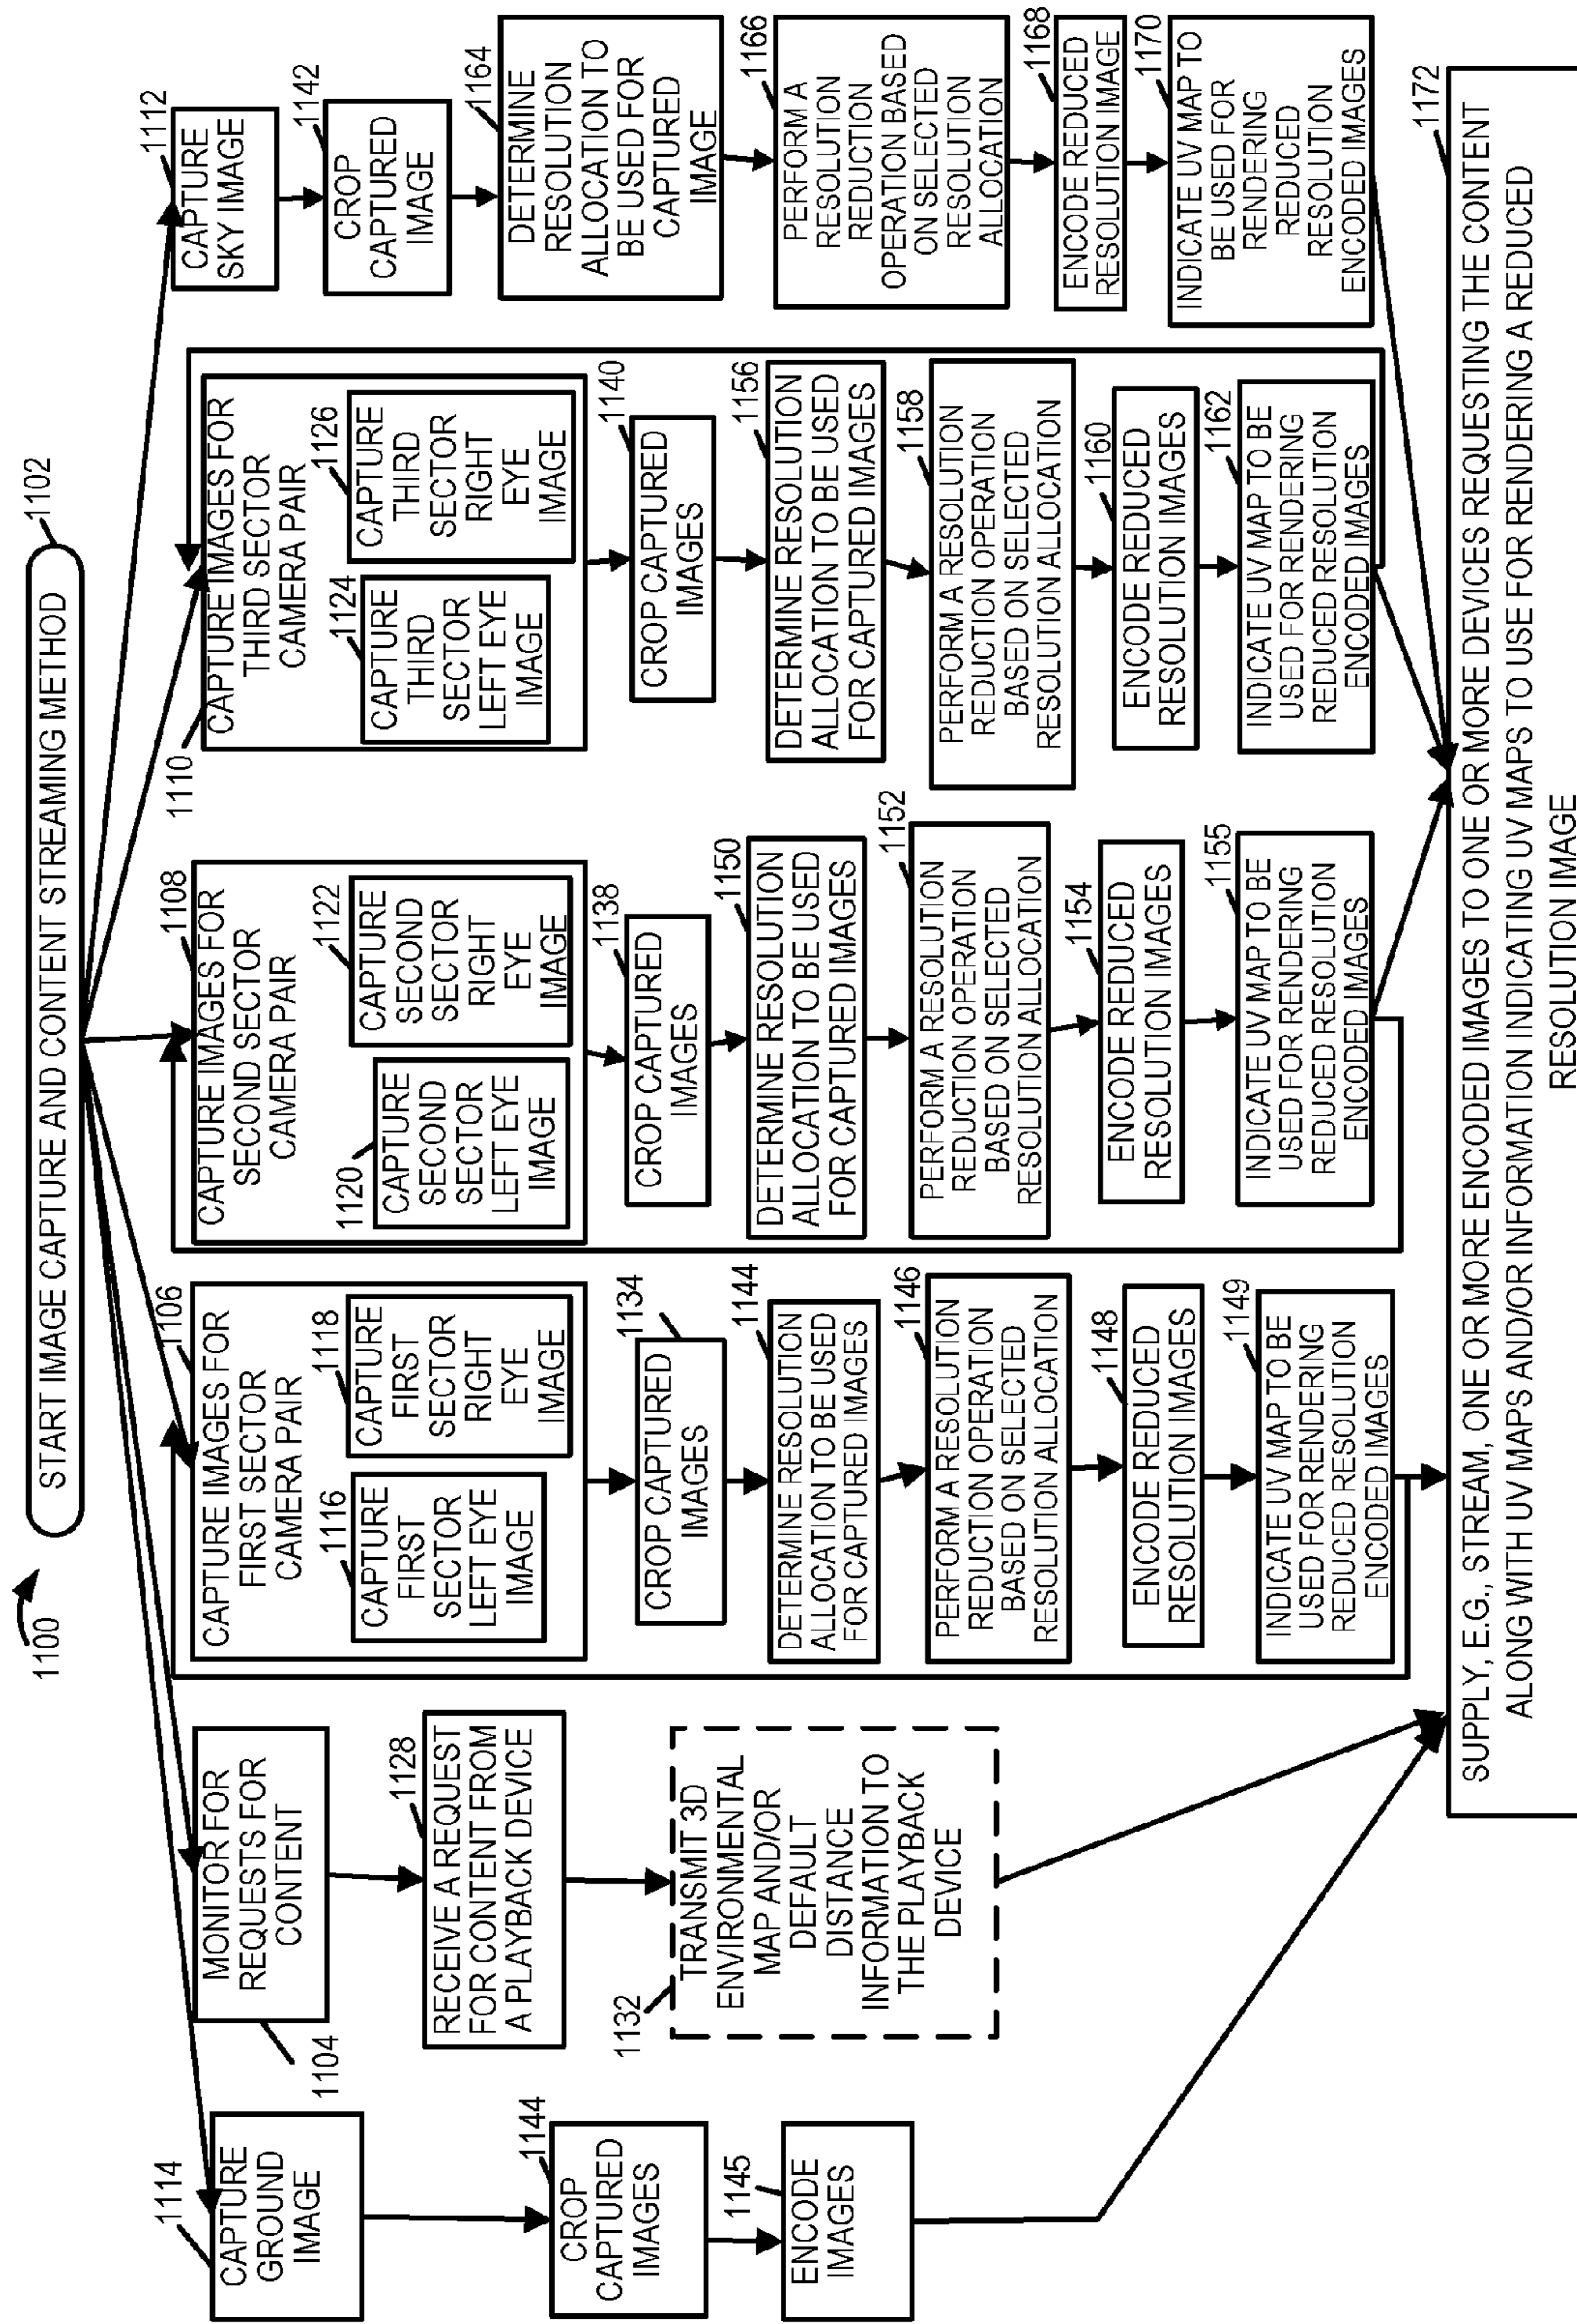 1100
START IMAGE CAPTURE AND CONTENT STREAMING METHOD
1102
1114
CAPTURE
GROUND
IMAGE
1144
CROP
CAPTURED
IMAGES
1145
ENCODE
IMAGES
MONITOR FOR
REQUESTS FOR
CONTENT
1104
1128
RECEIVE A REQUEST
FOR CONTENT FROM
A PLAYBACK DEVICE
1132
TRANSMIT 3D
ENVIRONMENTAL
MAP AND/OR
DEFAULT
DISTANCE
INFORMATION TO
THE PLAYBACK
DEVICE
1106
CAPTURE IMAGES FOR
FIRST SECTOR
CAMERA PAIR
1116
CAPTURE
FIRST
SECTOR
LEFT EYE
IMAGE
1118
CAPTURE
FIRST
SECTOR
RIGHT
EYE
IMAGE
1134
CROP CAPTURED
IMAGES
1144
DETERMINE RESOLUTION
ALLOCATION TO BE USED
FOR CAPTURED IMAGES
1146
PERFORM A RESOLUTION
REDUCTION OPERATION
BASED ON SELECTED
RESOLUTION ALLOCATION
1148
ENCODE REDUCED
RESOLUTION IMAGES
1149
INDICATE UV MAP TO BE
USED FOR RENDERING
REDUCED RESOLUTION
ENCODED IMAGES
1108
CAPTURE IMAGES FOR
SECOND SECTOR
CAMERA PAIR
1120
CAPTURE
SECOND
SECTOR
LEFT EYE
IMAGE
1122
CAPTURE
SECOND
SECTOR
RIGHT
EYE
IMAGE
1138
CROP CAPTURED
IMAGES
1150
DETERMINE RESOLUTION
ALLOCATION TO BE USED
FOR CAPTURED IMAGES
1152
PERFORM A RESOLUTION
REDUCTION OPERATION
BASED ON SELECTED
RESOLUTION ALLOCATION
1154
ENCODE REDUCED
RESOLUTION IMAGES
1155
INDICATE UV MAP TO BE
USED FOR RENDERING
REDUCED RESOLUTION
ENCODED IMAGES
1110
CAPTURE IMAGES FOR
THIRD SECTOR
CAMERA PAIR
1124
CAPTURE
THIRD
SECTOR
LEFT EYE
IMAGE
1126
CAPTURE
THIRD
SECTOR
RIGHT
EYE
IMAGE
1140
CROP CAPTURED
IMAGES
1156
DETERMINE RESOLUTION
ALLOCATION TO BE USED
FOR CAPTURED IMAGES
1158
PERFORM A RESOLUTION
REDUCTION OPERATION
BASED ON SELECTED
RESOLUTION ALLOCATION
1160
ENCODE REDUCED
RESOLUTION IMAGES
1162
INDICATE UV MAP TO BE
USED FOR RENDERING
REDUCED RESOLUTION
ENCODED IMAGES
1112
CAPTURE
SKY IMAGE
1142
CROP
CAPTURED
IMAGE
1164
DETERMINE
RESOLUTION
ALLOCATION TO
BE USED FOR
CAPTURED
IMAGE
1166
PERFORM A
RESOLUTION
REDUCTION
OPERATION BASED
ON SELECTED
RESOLUTION
ALLOCATION
1168
ENCODE REDUCED
RESOLUTION IMAGE
1170
INDICATE UV MAP TO
BE USED FOR
RENDERING
REDUCED
RESOLUTION
ENCODED IMAGES
1172
SUPPLY, E.G., STREAM, ONE OR MORE ENCODED IMAGES TO ONE OR MORE DEVICES REQUESTING THE CONTENT
ALONG WITH UV MAPS AND/OR INFORMATION INDICATING UV MAPS TO USE FOR RENDERING A REDUCED
RESOLUTION IMAGE